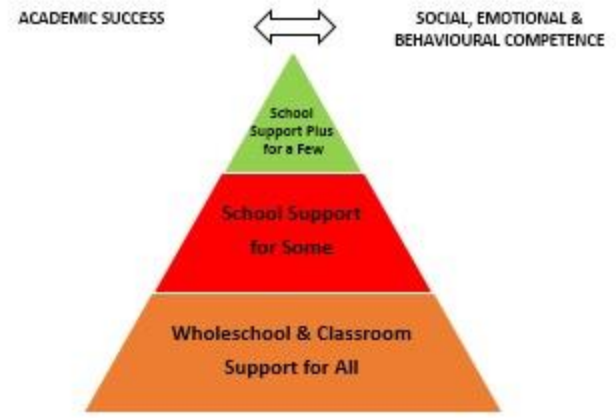 ACADEMIC SUCCESS
SOCIAL, EMOTIONAL &
BEHAVIOURAL COMPETENCE
School
Support Plus
for a Few
School Support
for Some
Wholeschool & Classroom
Support for All